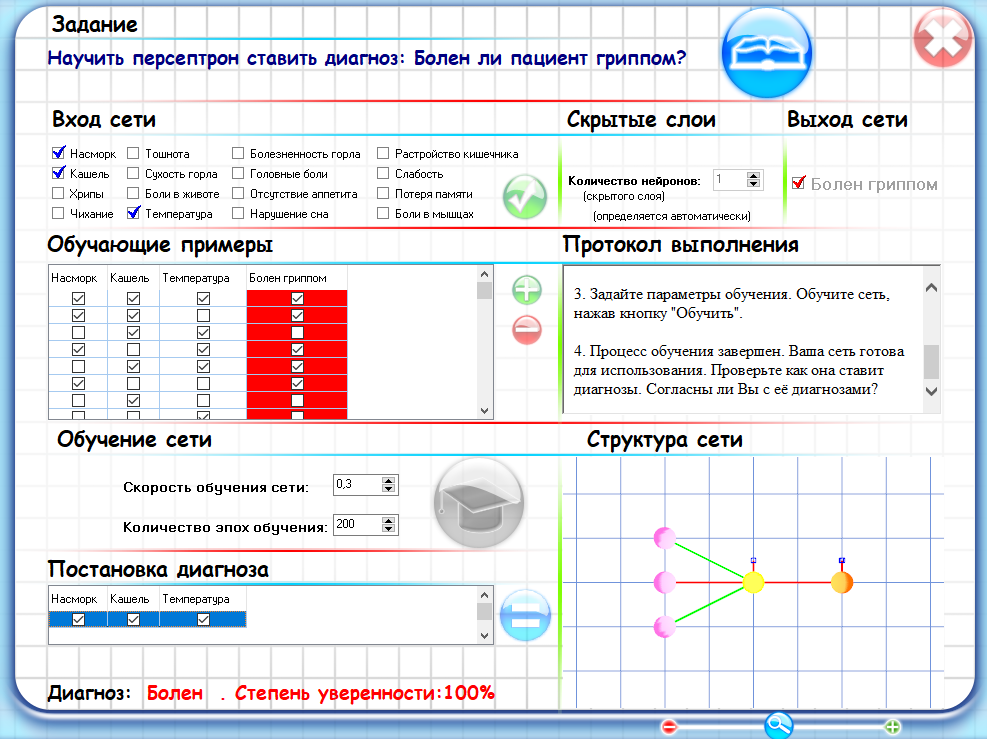 Задание
Научить персептрон ставить диагноз: Болен ли пациент гриппом?
Вход сети
Скрытые слои
Выход сети
Насморк
Тошнота
Болезненность горла
Растройство кишечника
Кашель
Сухость горла
Головные боли
Слабость
Хрипы
Боли в животе
Отсутствие аппетита
Потеря памяти
Чихание
Температура
Нарушение сна
Боли в мышцах
Количество нейронов:
1
(скрытого слоя)
(определяется автоматически)
Болен гриппом
Обучающие примеры
Протокол выполнения
Насморк
Кашель
Температура
Болен гриппом
3. Задайте параметры обучения. Обучите сеть,
нажав кнопку "Обучить".
4. Процесс обучения завершен. Ваша сеть готова
для использования. Проверьте как она ставит
диагнозы. Согласны ли Вы с её диагнозами?
Обучение сети
Структура сети
Скорость обучения сети:
0,3
Количество эпох обучения:
200
Постановка диагноза
Насморк
Кашель
Температура
Диагноз: Болен . Степень уверенности:100%